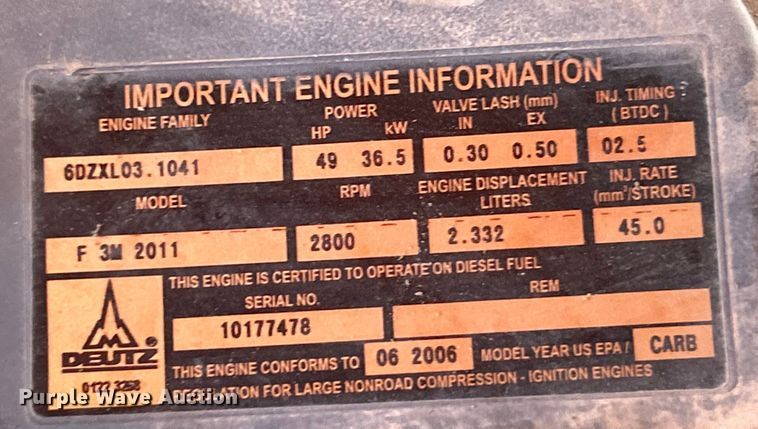 IMPORTANT ENGINE INFORMATION
ENIGINE FAMILY
6DZXL03.1041
POWER
HP kW
49 36.5
VALVE LASH (mm)
IN EX
0.30 0.50
INJ. TIMING
( BTDC )
02.5
MODEL
F 3M 2011
RPM
2800
ENGINE DISPLACEMENT
LITERS
2.332
INJ. RATE
(mm³/STROKE)
45.0
THIS ENGINE IS CERTIFIED TO OPERATE ON DIESEL FUEL
SERIAL NO.
10177478
REM
DEUTZ ®
0122 3258
THIS ENGINE CONFORMS TO 06 2006 MODEL YEAR US EPA / CARB
REGULATION FOR LARGE NONROAD COMPRESSION - IGNITION ENGINES
Purple Wave Auction